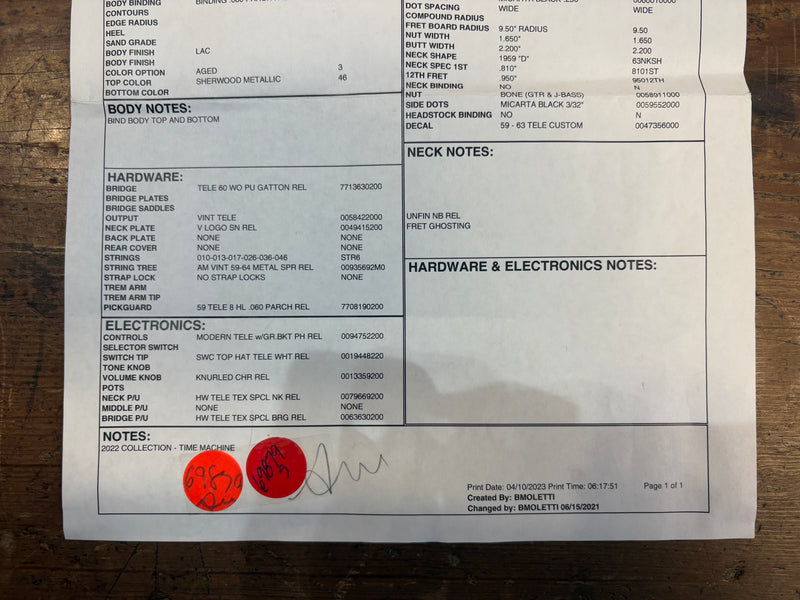 BODY BINDING
CONTOURS
EDGE RADIUS
HEEL
SAND GRADE
BODY FINISH LAC
BODY FINISH
COLOR OPTION AGED 3
TOP COLOR SHERWOOD METALLIC 46
BOTTOM COLOR
BODY NOTES:
BIND BODY TOP AND BOTTOM
HARDWARE:
BRIDGE TELE 60 WO PU GATTON REL 7713630200
BRIDGE PLATES
BRIDGE SADDLES
OUTPUT VINT TELE 0058422000
NECK PLATE V LOGO SN REL 0049415200
BACK PLATE NONE NONE
REAR COVER NONE NONE
STRINGS 010-013-017-026-036-046 STR6
STRING TREE AM VINT 59-64 METAL SPR REL 00935692M0
STRAP LOCK NO STRAP LOCKS NONE
TREM ARM
TREM ARM TIP
PICKGUARD 59 TELE 8 HL .060 PARCH REL 7708190200
ELECTRONICS:
CONTROLS MODERN TELE w/GR.BKT PH REL 0094752200
SELECTOR SWITCH
SWITCH TIP SWC TOP HAT TELE WHT REL 0019448220
TONE KNOB
VOLUME KNOB KNURLED CHR REL 0013359200
POTS
NECK P/U HW TELE TEX SPCL NK REL 0079669200
MIDDLE P/U NONE NONE
BRIDGE P/U HW TELE TEX SPCL BRG REL 0063630200
DOT SPACING WIDE WIDE
COMPOUND RADIUS
FRET BOARD RADIUS 9.50" RADIUS 9.50
NUT WIDTH 1.650" 1.650
BUTT WIDTH 2.200" 2.200
NECK SHAPE 1959 "D" 63NKSH
NECK SPEC 1ST .810" 8101ST
12TH FRET .950" 95012TH
NECK BINDING NO N
NUT BONE (GTR & J-BASS) 0058911000
SIDE DOTS MICARTA BLACK 3/32" 0059552000
HEADSTOCK BINDING NO N
DECAL 59 - 63 TELE CUSTOM 0047356000
NECK NOTES:
UNFIN NB REL
FRET GHOSTING
HARDWARE & ELECTRONICS NOTES:
NOTES:
2022 COLLECTION - TIME MACHINE
Print Date: 04/10/2023 Print Time: 06:17:51 Page 1 of 1
Created By: BMOLETTI
Changed by: BMOLETTI 06/15/2021